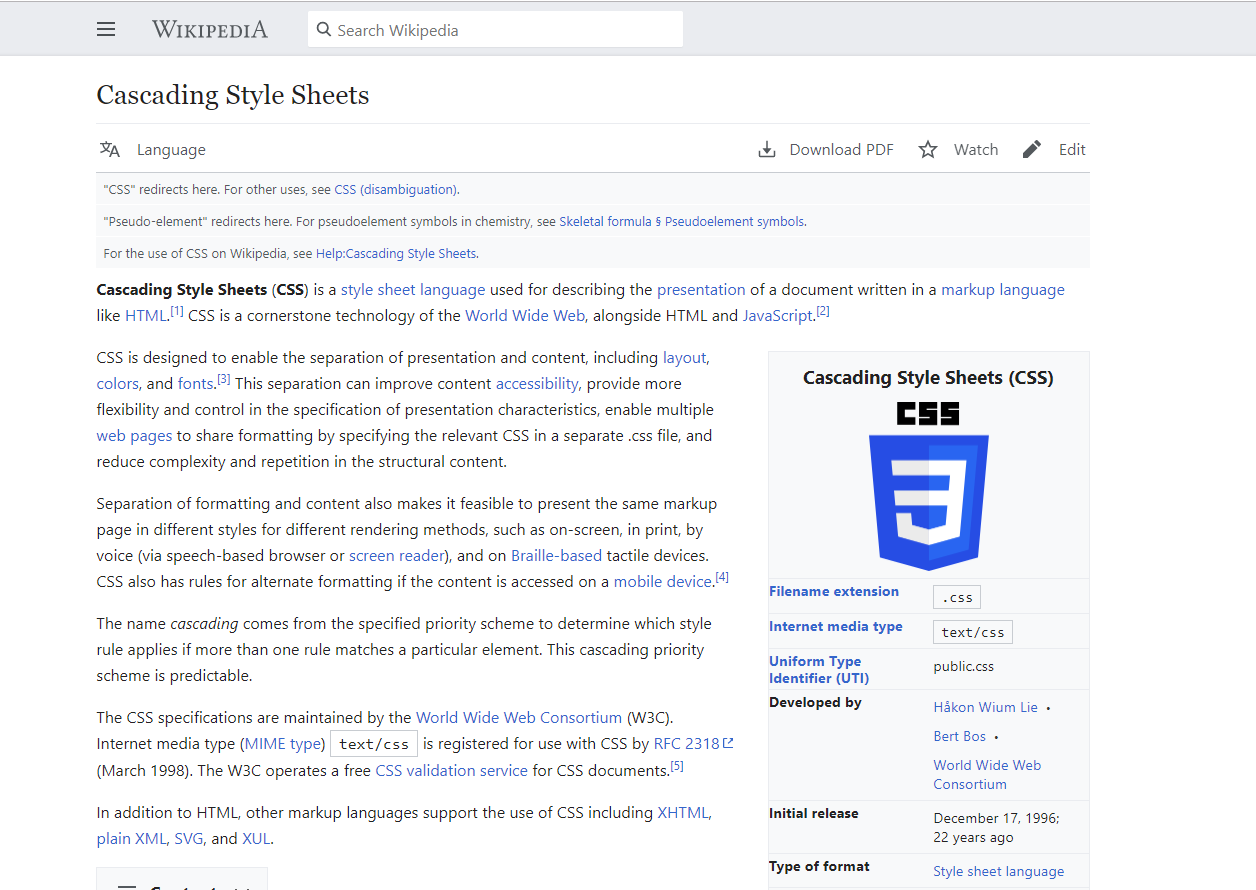 WIKIPEDIA
Search Wikipedia
Cascading Style Sheets
Language
Download PDF
Watch
Edit
"CSS" redirects here. For other uses, see CSS (disambiguation).
"Pseudo-element" redirects here. For pseudoelement symbols in chemistry, see Skeletal formula § Pseudoelement symbols.
For the use of CSS on Wikipedia, see Help:Cascading Style Sheets.
Cascading Style Sheets (CSS) is a style sheet language used for describing the presentation of a document written in a markup language
like HTML.[1] CSS is a cornerstone technology of the World Wide Web, alongside HTML and JavaScript.[2]
CSS is designed to enable the separation of presentation and content, including layout,
colors, and fonts.[3] This separation can improve content accessibility, provide more
flexibility and control in the specification of presentation characteristics, enable multiple
web pages to share formatting by specifying the relevant CSS in a separate .css file, and
reduce complexity and repetition in the structural content.
Separation of formatting and content also makes it feasible to present the same markup
page in different styles for different rendering methods, such as on-screen, in print, by
voice (via speech-based browser or screen reader), and on Braille-based tactile devices.
CSS also has rules for alternate formatting if the content is accessed on a mobile device.[4]
The name cascading comes from the specified priority scheme to determine which style
rule applies if more than one rule matches a particular element. This cascading priority
scheme is predictable.
The CSS specifications are maintained by the World Wide Web Consortium (W3C).
Internet media type (MIME type) text/css is registered for use with CSS by RFC 2318
(March 1998). The W3C operates a free CSS validation service for CSS documents.[5]
In addition to HTML, other markup languages support the use of CSS including XHTML,
plain XML, SVG, and XUL.
Cascading Style Sheets (CSS)
CSS
3
Filename extension
.css
Internet media type
text/css
Uniform Type
Identifier (UTI)
public.css
Developed by
Håkon Wium Lie •
Bert Bos •
World Wide Web
Consortium
Initial release
December 17, 1996;
22 years ago
Type of format
Style sheet language